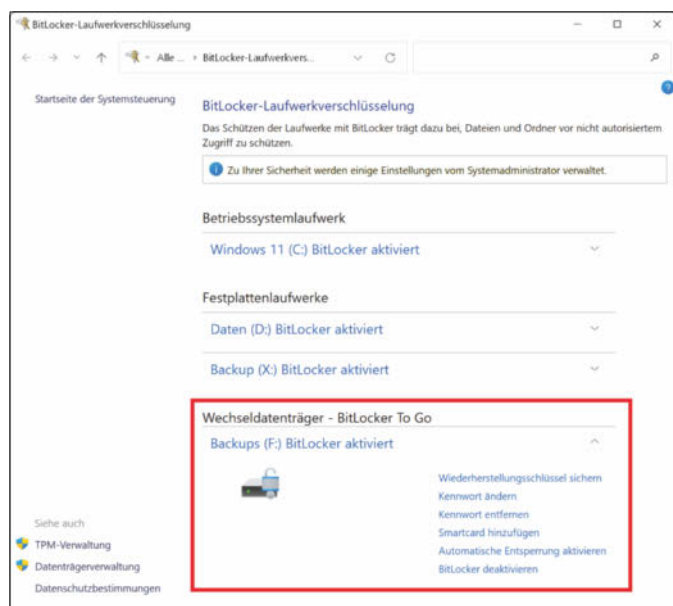 BitLocker-Laufwerkverschlüsselung
Alle ... › BitLocker-Laufwerkvers...
Startseite der Systemsteuerung
BitLocker-Laufwerkverschlüsselung
Das Schützen der Laufwerke mit BitLocker trägt dazu bei, Dateien und Ordner vor nicht autorisiertem
Zugriff zu schützen.
Zu Ihrer Sicherheit werden einige Einstellungen vom Systemadministrator verwaltet.
Betriebssystemlaufwerk
Windows 11 (C:) BitLocker aktiviert
Festplattenlaufwerke
Daten (D:) BitLocker aktiviert
Backup (X:) BitLocker aktiviert
Wechseldatenträger - BitLocker To Go
Backups (F:) BitLocker aktiviert
Wiederherstellungsschlüssel sichern
Kennwort ändern
Kennwort entfernen
Smartcard hinzufügen
Automatische Entsperrung aktivieren
BitLocker deaktivieren
Siehe auch
TPM-Verwaltung
Datenträgerverwaltung
Datenschutzbestimmungen